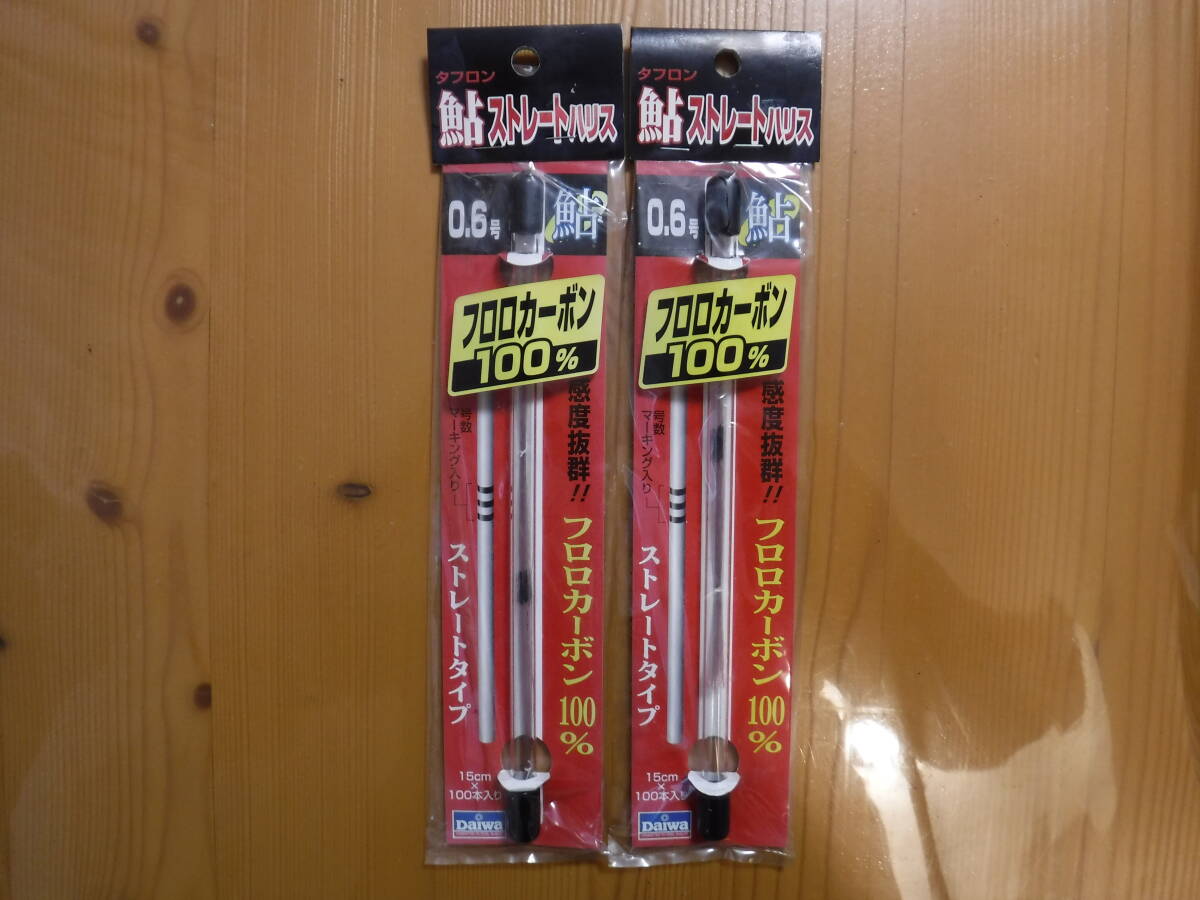 タフロン
鮎ストレートハリス
0.6号
鮎
フロロカーボン
100%
感度抜群!!
フロロカーボン100%
号数
マーキング入り
ストレートタイプ
15cm
×
100本入り
Daiwa
タフロン
鮎ストレートハリス
0.6号
鮎
フロロカーボン
100%
感度抜群!!
フロロカーボン100%
号数
マーキング入り
ストレートタイプ
15cm
×
100本入り
Daiwa